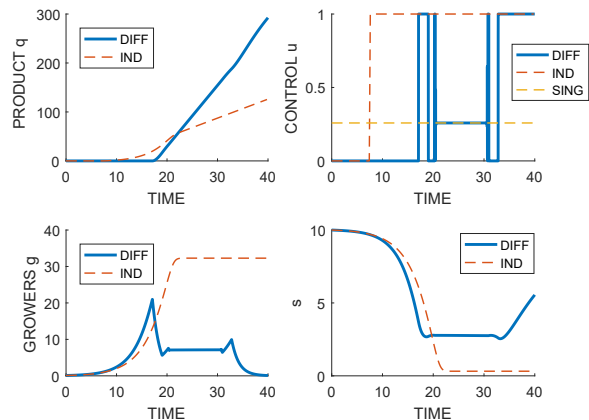 PRODUCT q
300
200
100
0
DIFF
IND
0 10 20 30 40
TIME
CONTROL u
1
0.5
0
DIFF
IND
SING
0 10 20 30 40
TIME
GROWERS g
40
30
20
10
0
DIFF
IND
0 10 20 30 40
TIME
s
10
5
0
DIFF
IND
0 10 20 30 40
TIME